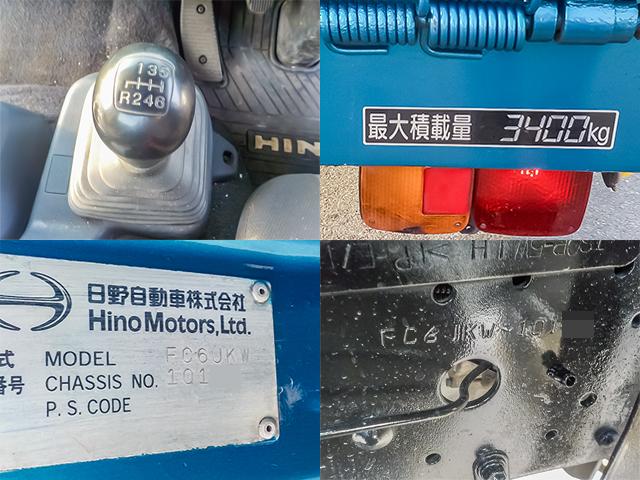 135
R246
HIN
最大積載量 3400kg
日野自動車株式会社
Hino Motors, Ltd.
式 MODEL FC6JKW
番号 CHASSIS NO. 101
P.S. CODE
FC6JKW-101